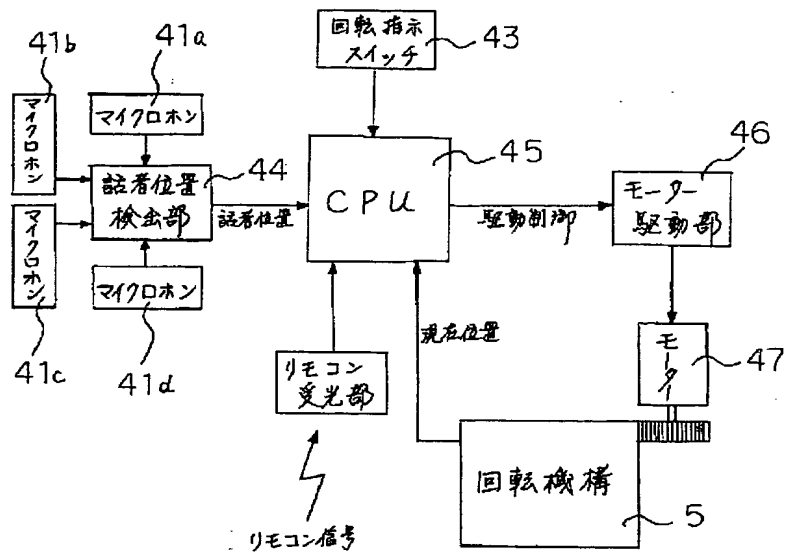 回転指示
スイッチ
43
41b
41a
マイクロホン
マイクロホン
話者位置
検出部
44
話者位置
CPU
45
駆動制御
46
モーター
駆動部
マイクロホン
マイクロホン
41c
41d
リモコン
受光部
現在位置
モーター
47
回転機構
5
リモコン信号